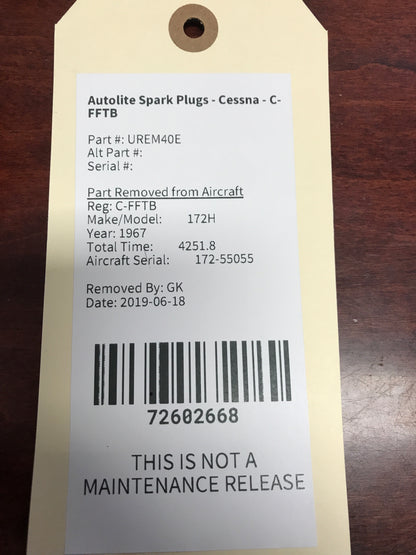 Autolite Spark Plugs - Cessna - C-
FFTB
Part #: UREM40E
Alt Part #:
Serial #:
Part Removed from Aircraft
Reg: C-FFTB
Make/Model: 172H
Year: 1967
Total Time: 4251.8
Aircraft Serial: 172-55055
Removed By: GK
Date: 2019-06-18
72602668
THIS IS NOT A
MAINTENANCE RELEASE